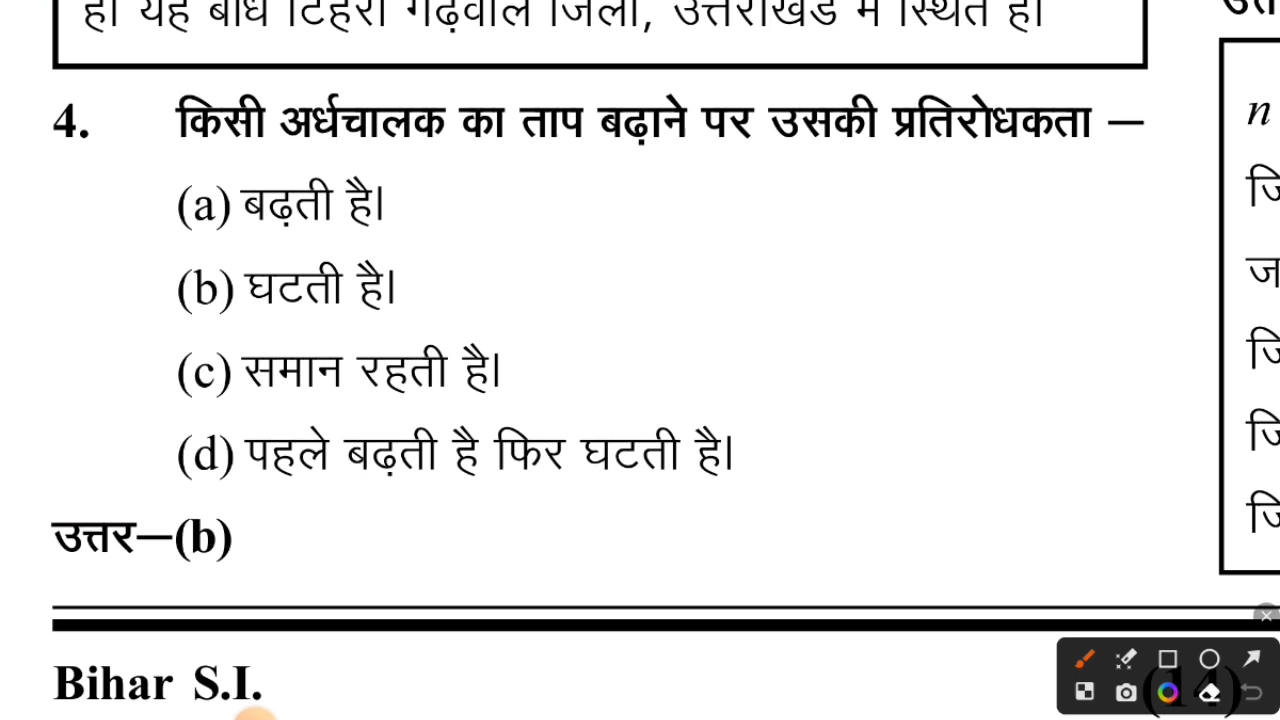 है। यह बाँध टिहरी गढ़वाल जिला, उत्तराखंड में स्थित है।
4. किसी अर्धचालक का ताप बढ़ाने पर उसकी प्रतिरोधकता —
(a) बढ़ती है।
(b) घटती है।
(c) समान रहती है।
(d) पहले बढ़ती है फिर घटती है।
उत्तर—(b)
Bihar S.I.
(14)
n